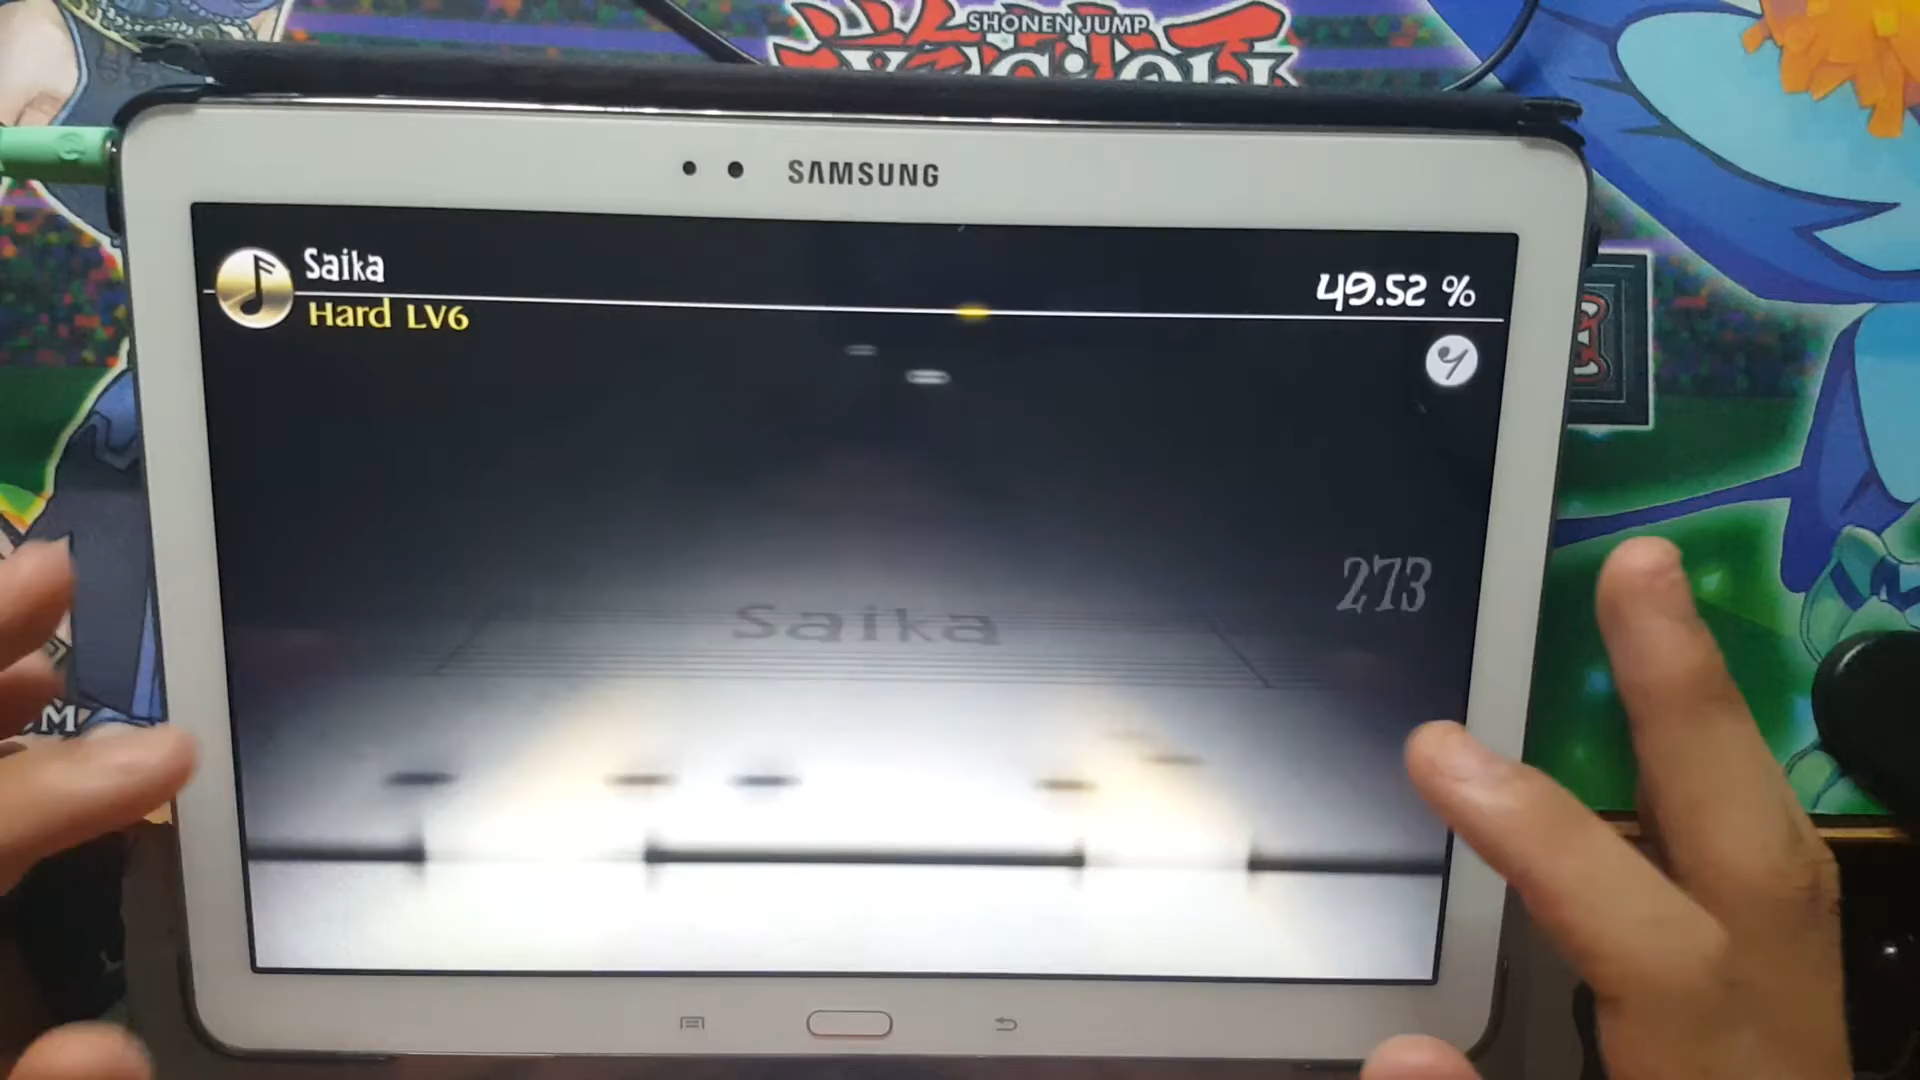 SHONEN JUMP
SAMSUNG
Saika
Hard LV6
49.52 %
273
Saika